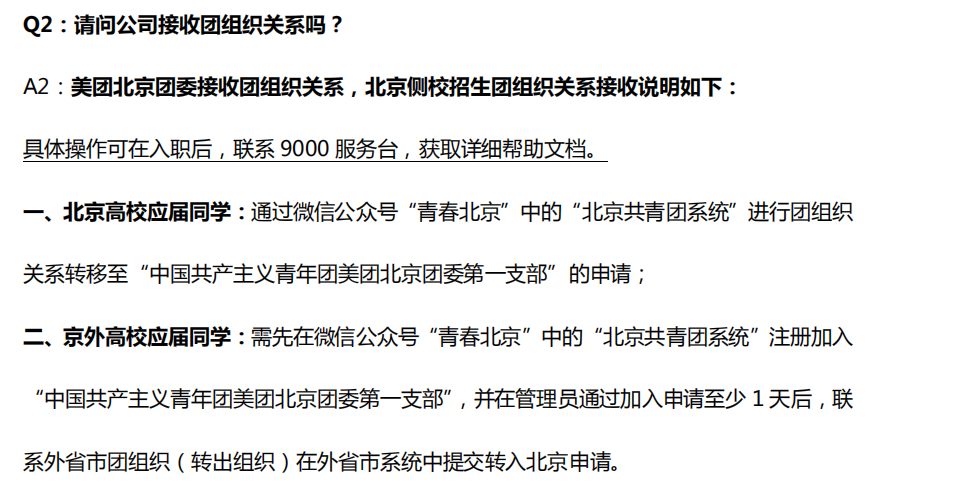 Q2：请问公司接收团组织关系吗？
A2：美团北京团委接收团组织关系，北京侧校招生团组织关系接收说明如下：
具体操作可在入职后，联系 9000 服务台，获取详细帮助文档。
一、北京高校应届同学：通过微信公众号“青春北京”中的“北京共青团系统”进行团组织
关系转移至“中国共产主义青年团美团北京团委第一支部”的申请；
二、京外高校应届同学：需先在微信公众号“青春北京”中的“北京共青团系统”注册加入
“中国共产主义青年团美团北京团委第一支部”，并在管理员通过加入申请至少 1 天后，联
系外省市团组织（转出组织）在外省市系统中提交转入北京申请。